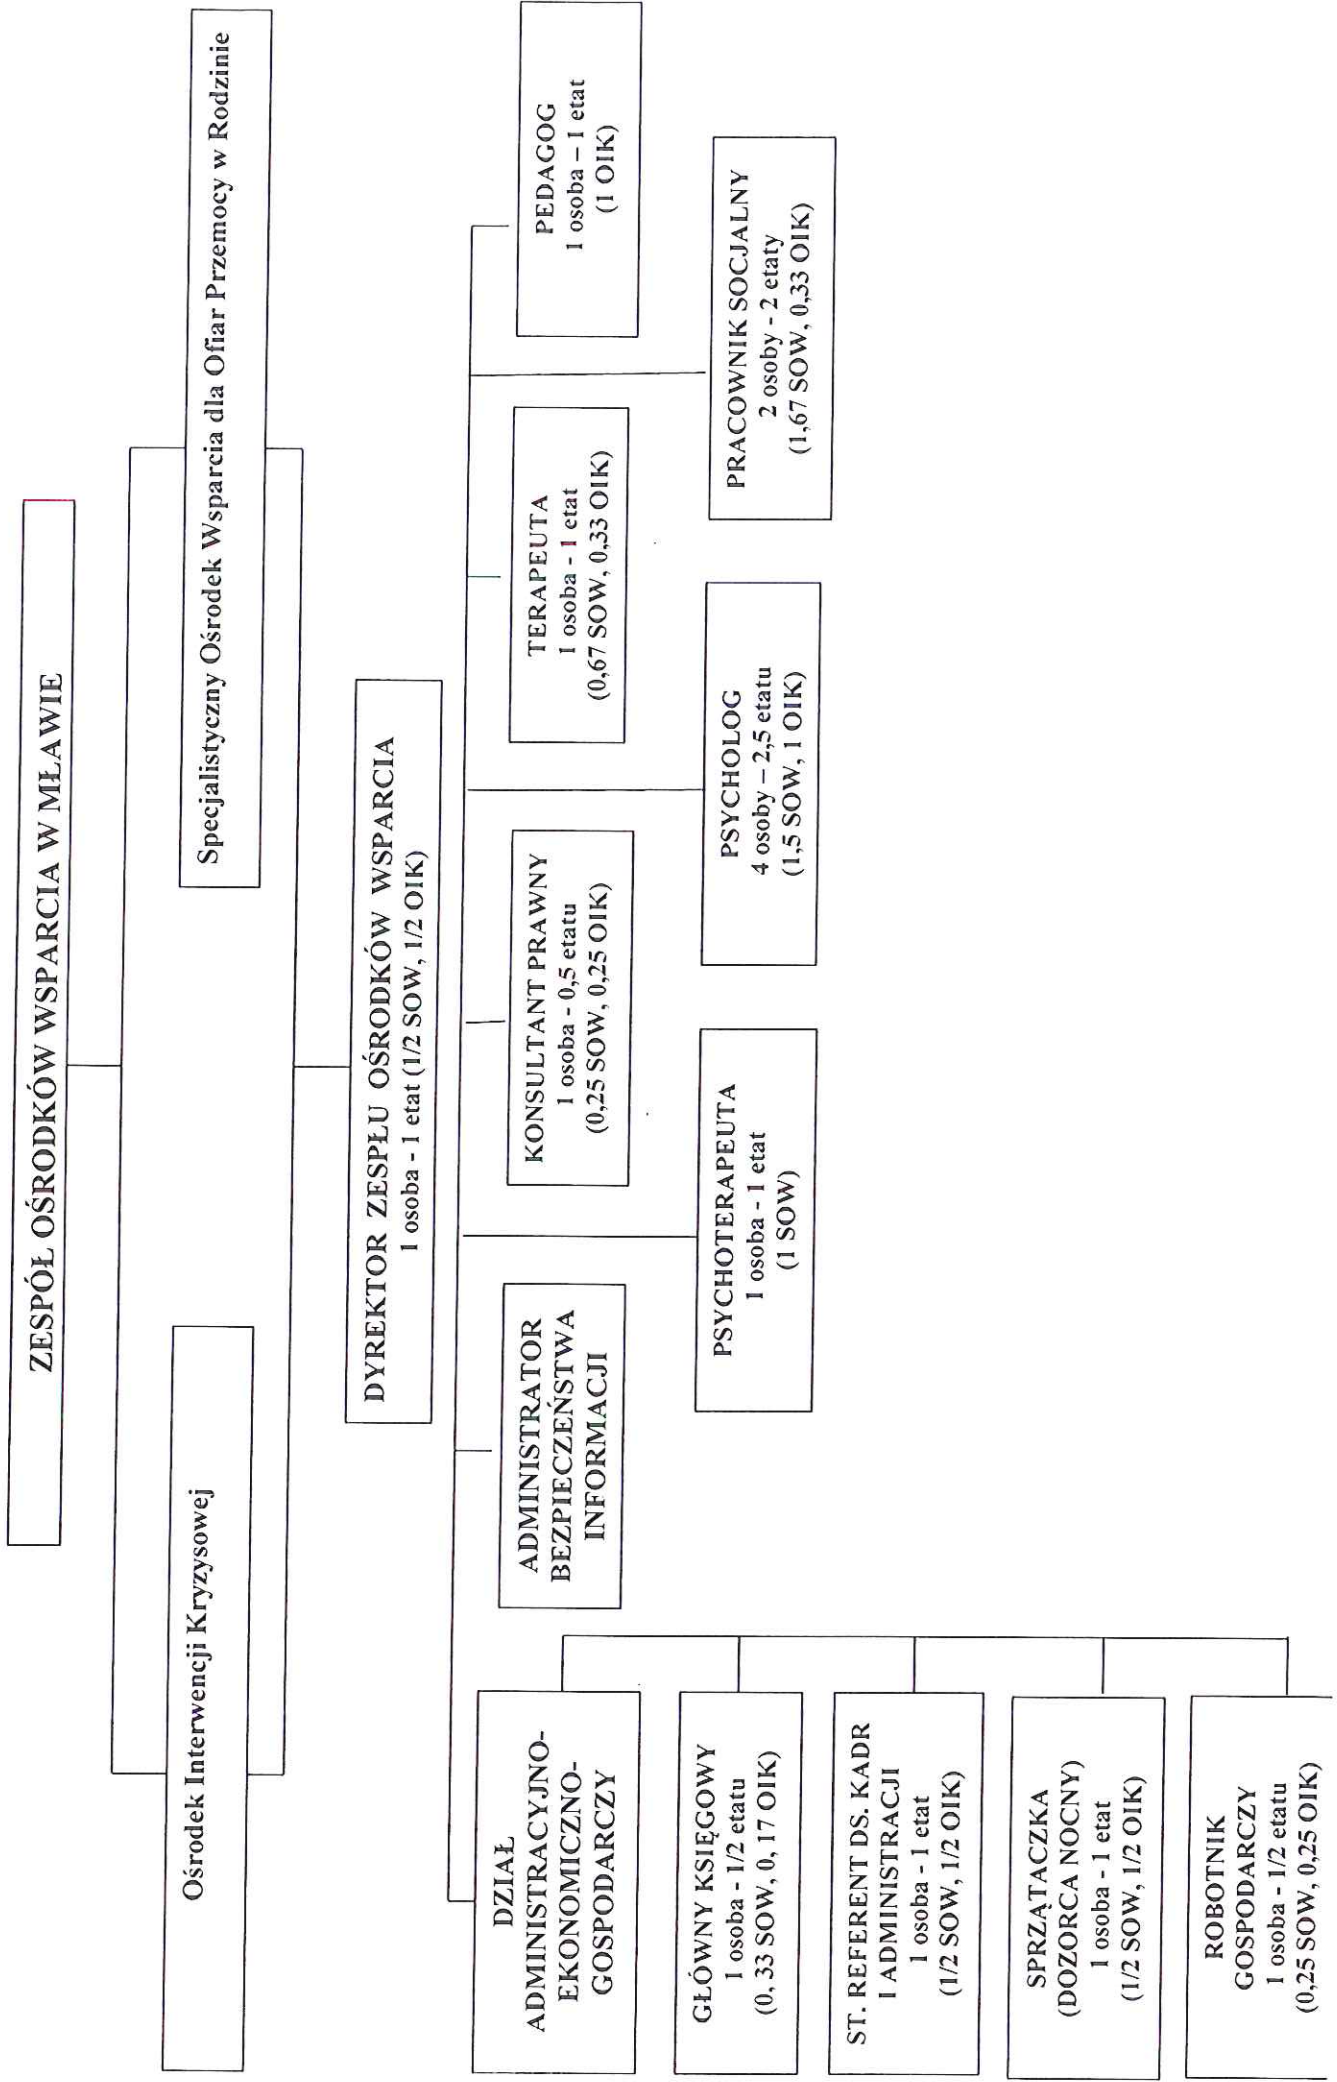 ZESPÓŁ OŚRODKÓW WSPARCIA W MŁAWIE
Ośrodek Interwencji Kryzysowej
Specjalistyczny Ośrodek Wsparcia dla Ofiar Przemocy w Rodzinie
DYREKTOR ZESPŁU OŚRODKÓW WSPARCIA
1 osoba - 1 etat (1/2 SOW, 1/2 OIK)
DZIAŁ
ADMINISTRACYJNO-
EKONOMICZNO-
GOSPODARCZY
ADMINISTRATOR
BEZPIECZEŃSTWA
INFORMACJI
KONSULTANT PRAWNY
1 osoba - 0,5 etatu
(0,25 SOW, 0,25 OIK)
TERAPEUTA
1 osoba - 1 etat
(0,67 SOW, 0,33 OIK)
PEDAGOG
1 osoba – 1 etat
(1 OIK)
PSYCHOTERAPEUTA
1 osoba - 1 etat
(1 SOW)
PSYCHOLOG
4 osoby – 2,5 etatu
(1,5 SOW, 1 OIK)
PRACOWNIK SOCJALNY
2 osoby - 2 etaty
(1,67 SOW, 0,33 OIK)
GŁÓWNY KSIĘGOWY
1 osoba - 1/2 etatu
(0, 33 SOW, 0, 17 OIK)
ST. REFERENT DS. KADR
I ADMINISTRACJI
1 osoba - 1 etat
(1/2 SOW, 1/2 OIK)
SPRZĄTACZKA
(DOZORCA NOCNY)
1 osoba - 1 etat
(1/2 SOW, 1/2 OIK)
ROBOTNIK
GOSPODARCZY
1 osoba - 1/2 etatu
(0,25 SOW, 0,25 OIK)